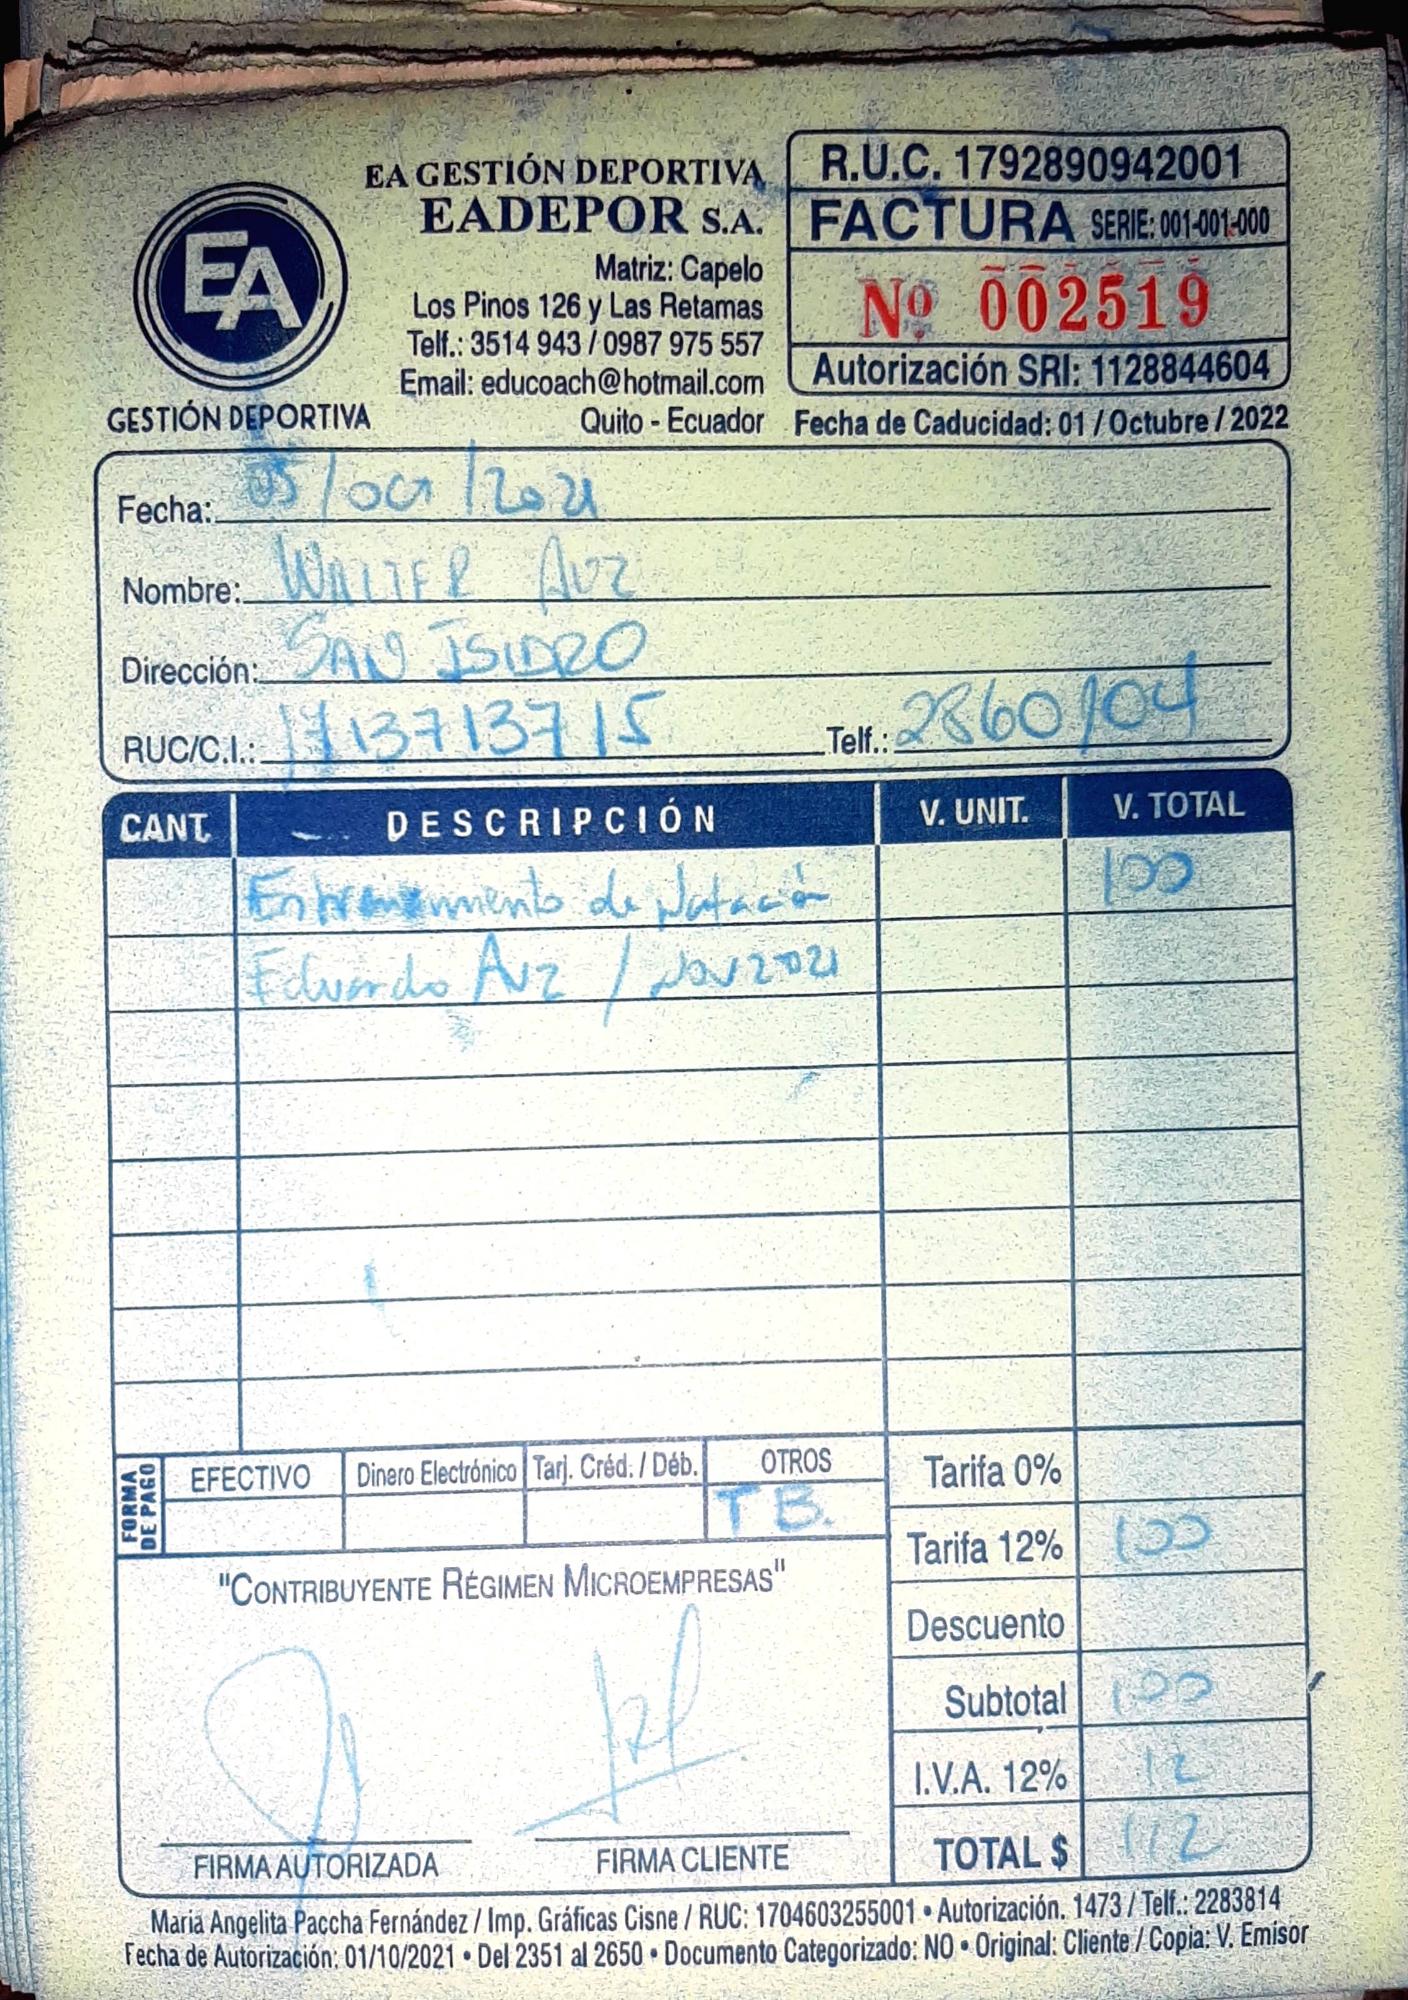 EA GESTIÓN DEPORTIVA
EADEPOR S.A.
Matriz: Capelo
Los Pinos 126 y Las Retamas
Telf.: 3514 943 / 0987 975 557
Email: educoach@hotmail.com
Quito - Ecuador
EA
GESTIÓN DEPORTIVA
R.U.C. 1792890942001
FACTURA SERIE: 001-001-000
Nº 002519
Autorización SRI: 1128844604
Fecha de Caducidad: 01 / Octubre / 2022
Fecha: 05/OCT/2021
Nombre: WALTER
Dirección: SAN ISIDRO
RUC/C.I.: 1713713715 Telf.: 2860104
CANT. DESCRIPCIÓN V. UNIT. V. TOTAL
Entrenamiento de Natación 100
Eduardo / Nov 2021
FORMA DE PAGO
EFECTIVO Dinero Electrónico Tarj. Créd. / Déb. OTROS
T B.
"CONTRIBUYENTE RÉGIMEN MICROEMPRESAS"
Tarifa 0%
Tarifa 12% 100
Descuento
Subtotal 100
I.V.A. 12% 12
TOTAL $ 112
FIRMA AUTORIZADA FIRMA CLIENTE
Maria Angelita Paccha Fernández / Imp. Gráficas Cisne / RUC: 1704603255001 • Autorización. 1473 / Telf.: 2283814
Fecha de Autorización: 01/10/2021 • Del 2351 al 2650 • Documento Categorizado: NO • Original: Cliente / Copia: V. Emisor